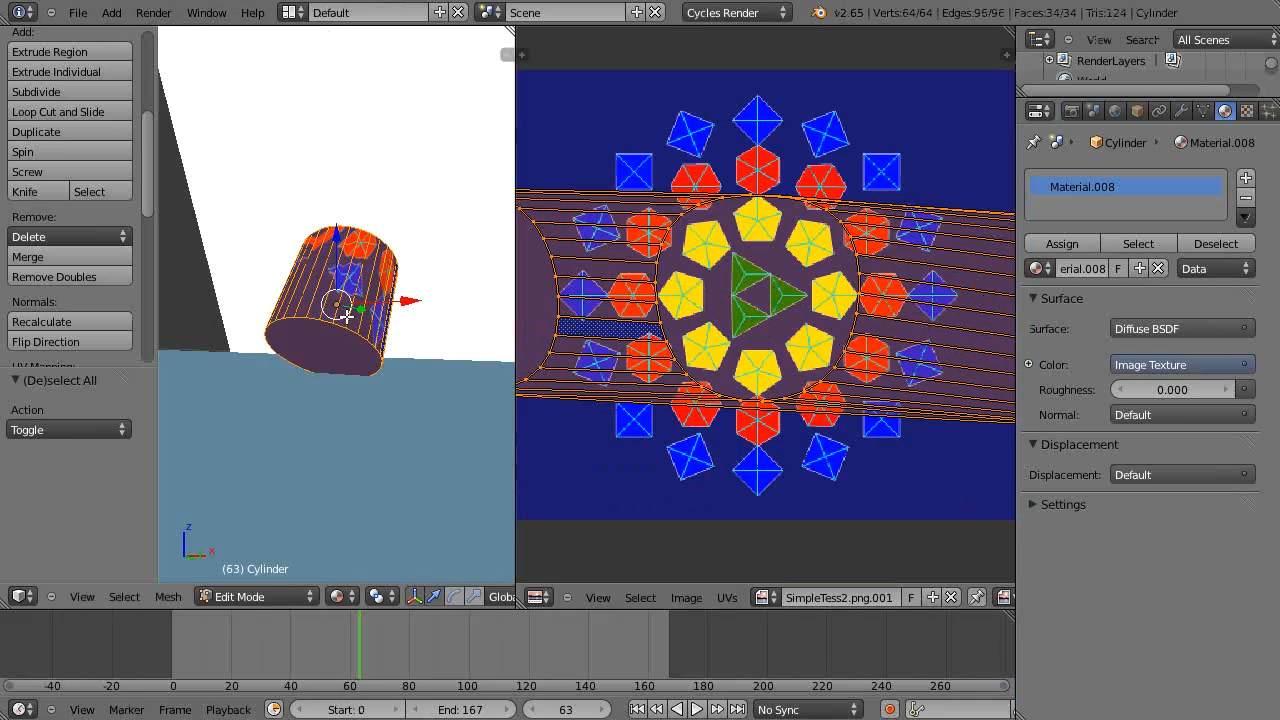 File Add Render Window Help Default Scene Cycles Render v2.65 | Verts:64/64 | Edges:96/96 | Faces:34/34 | Tris:124 | Cylinder
Add:
Extrude Region
Extrude Individual
Subdivide
Loop Cut and Slide
Duplicate
Spin
Screw
Knife Select
Remove:
Delete
Merge
Remove Doubles
Normals:
Recalculate
Flip Direction
(De)select All
Action
Toggle
z
x
(63) Cylinder
View Select Mesh Edit Mode Globa
View Select Image UVs SimpleTess2.png.001 F
View Search All Scenes
RenderLayers
World
Cylinder Material.008
Material.008
Assign Select Deselect
erial.008 F Data
Surface
Surface: Diffuse BSDF
Color: Image Texture
Roughness: 0.000
Normal: Default
Displacement
Displacement: Default
Settings
-40 -20 0 20 40 60 80 100 120 140 160 180 200 220 240 260
View Marker Frame Playback Start: 0 End: 167 63 No Sync